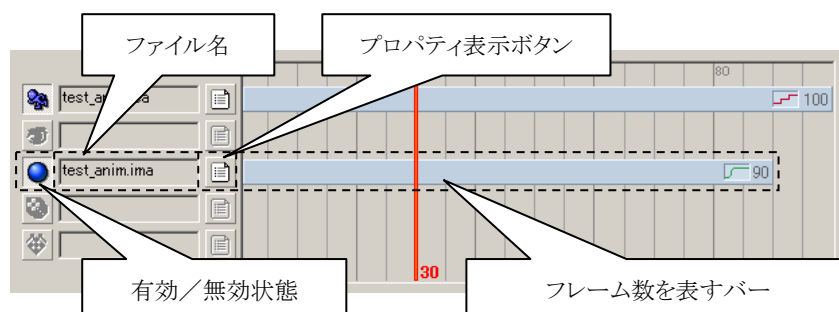 ファイル名
プロパティ表示ボタン
80
100
test_anim.ima
90
30
有効／無効状態
フレーム数を表すバー